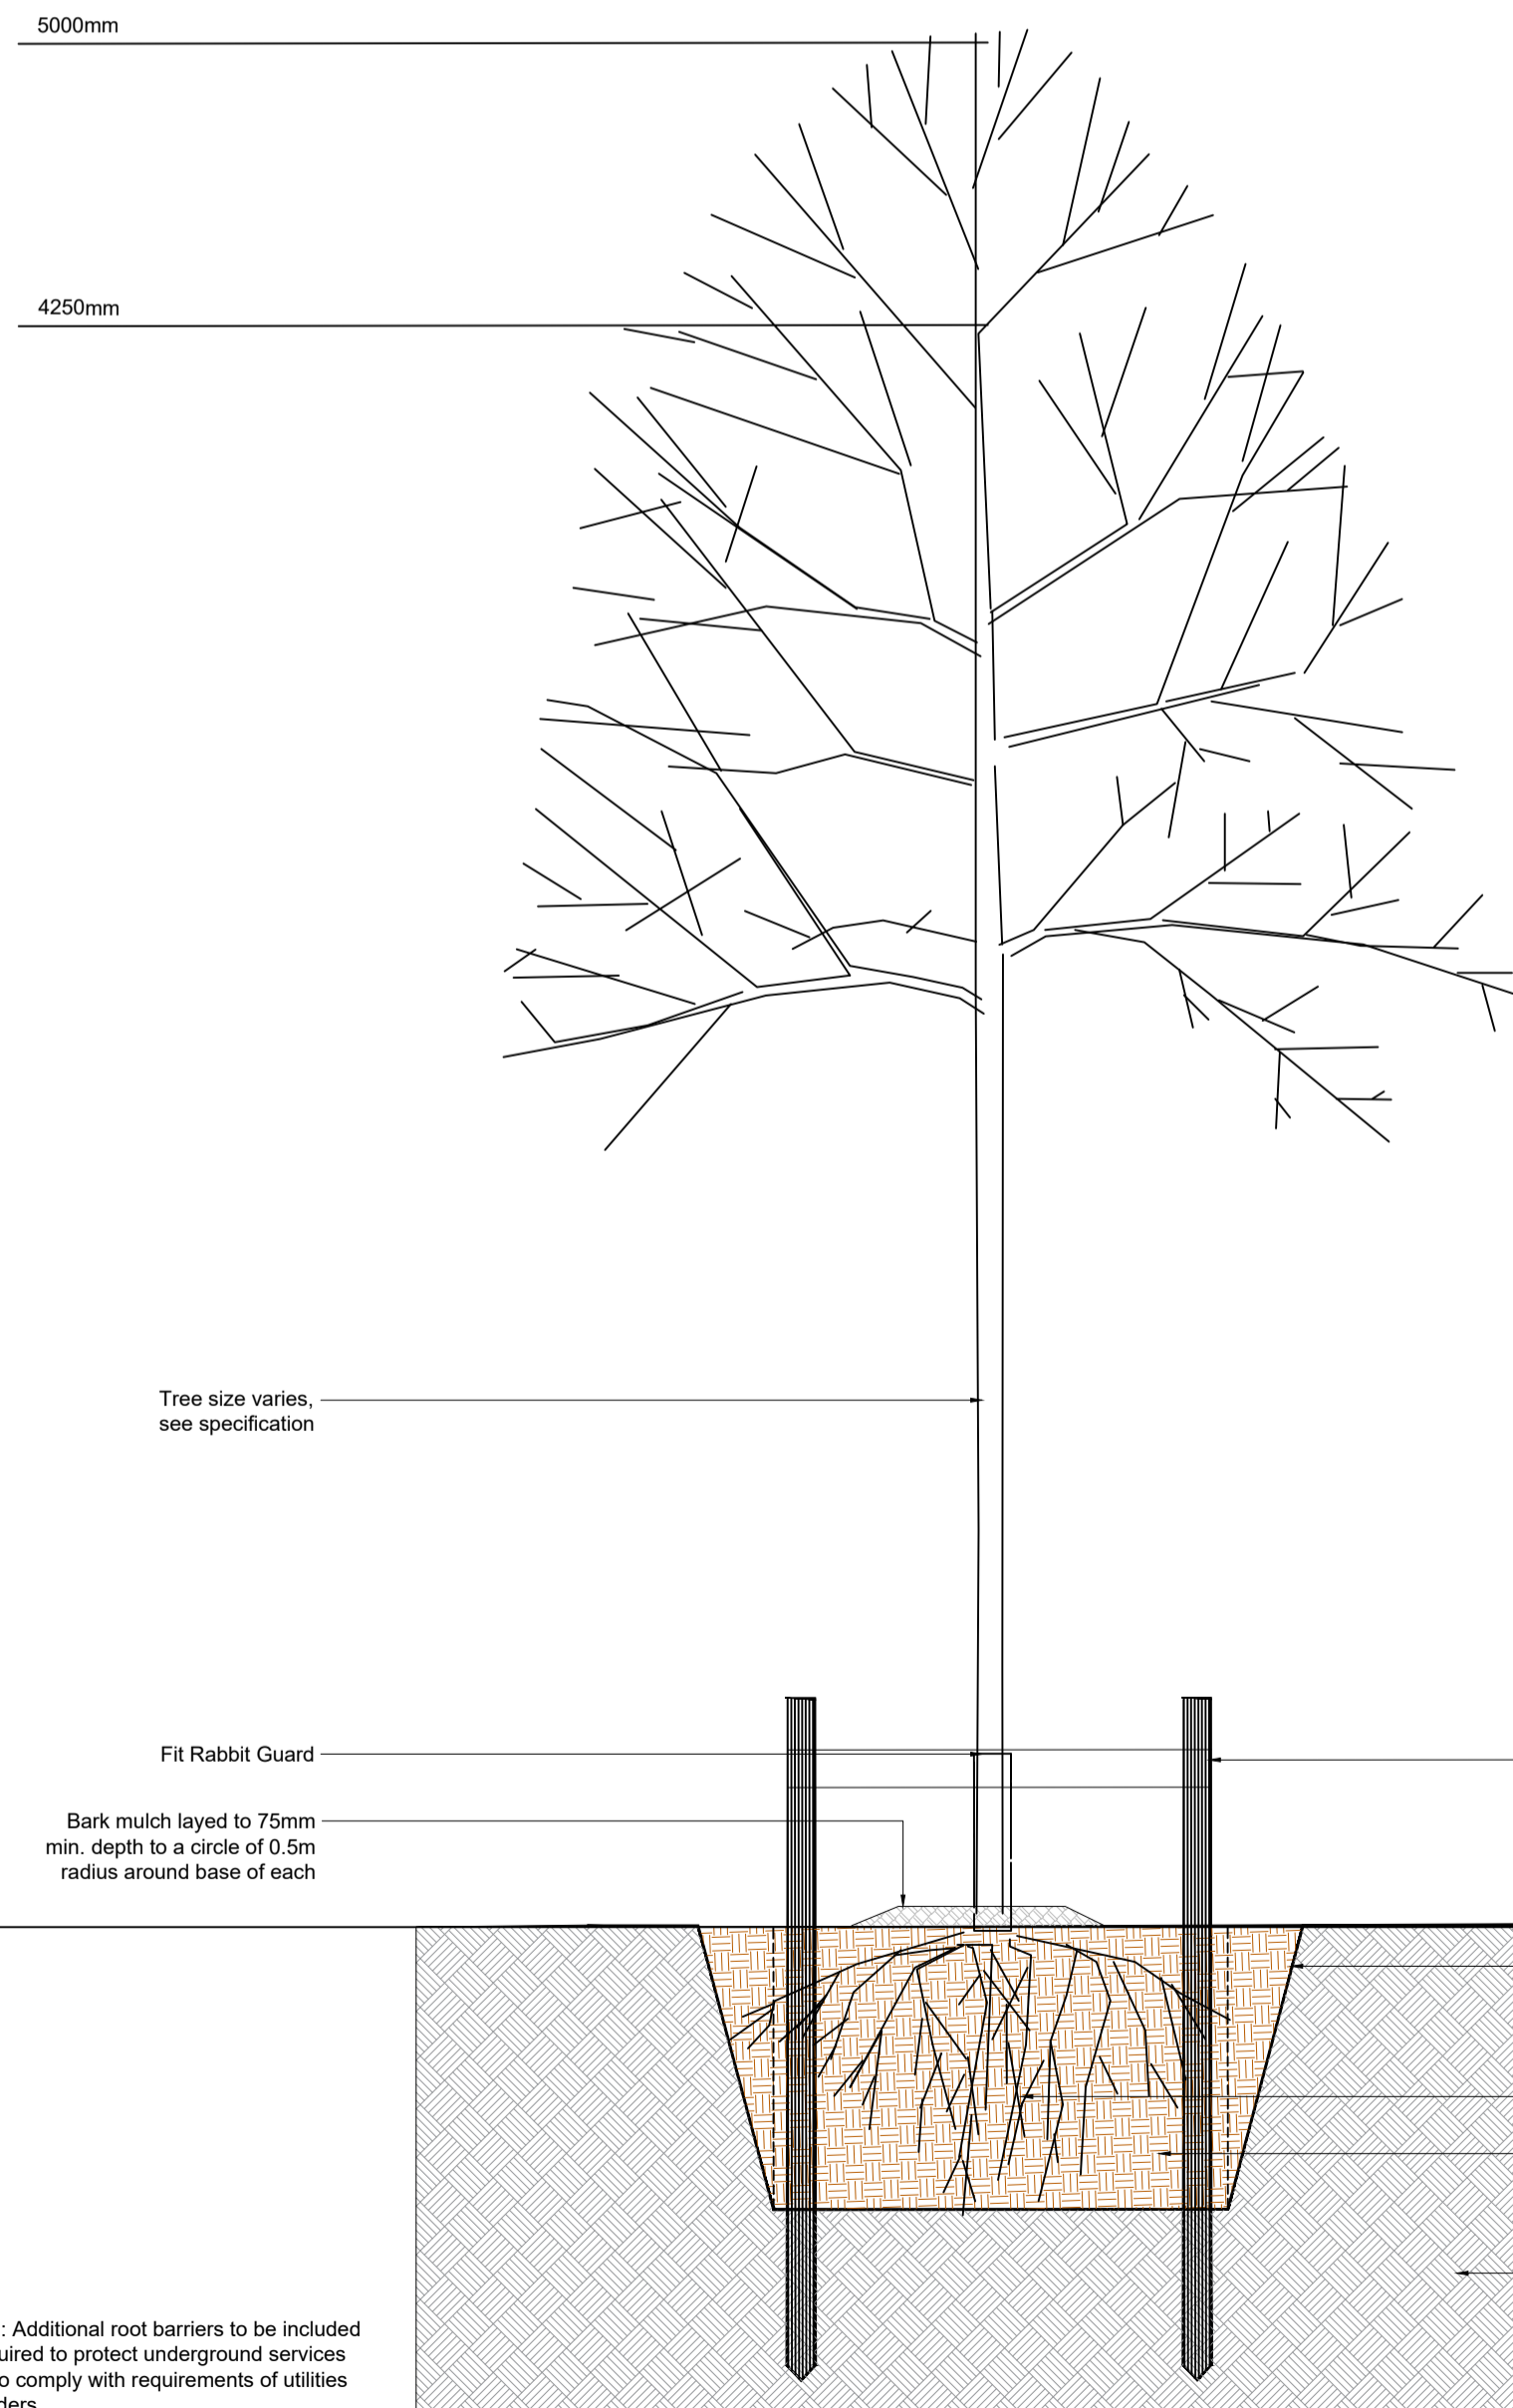 5000mm
4250mm
Tree size varies,
see specification
Fit Rabbit Guard
Bark mulch layed to 75mm
min. depth to a circle of 0.5m
radius around base of each
: Additional root barriers to be included
uired to protect underground services
o comply with requirements of utilities
ders